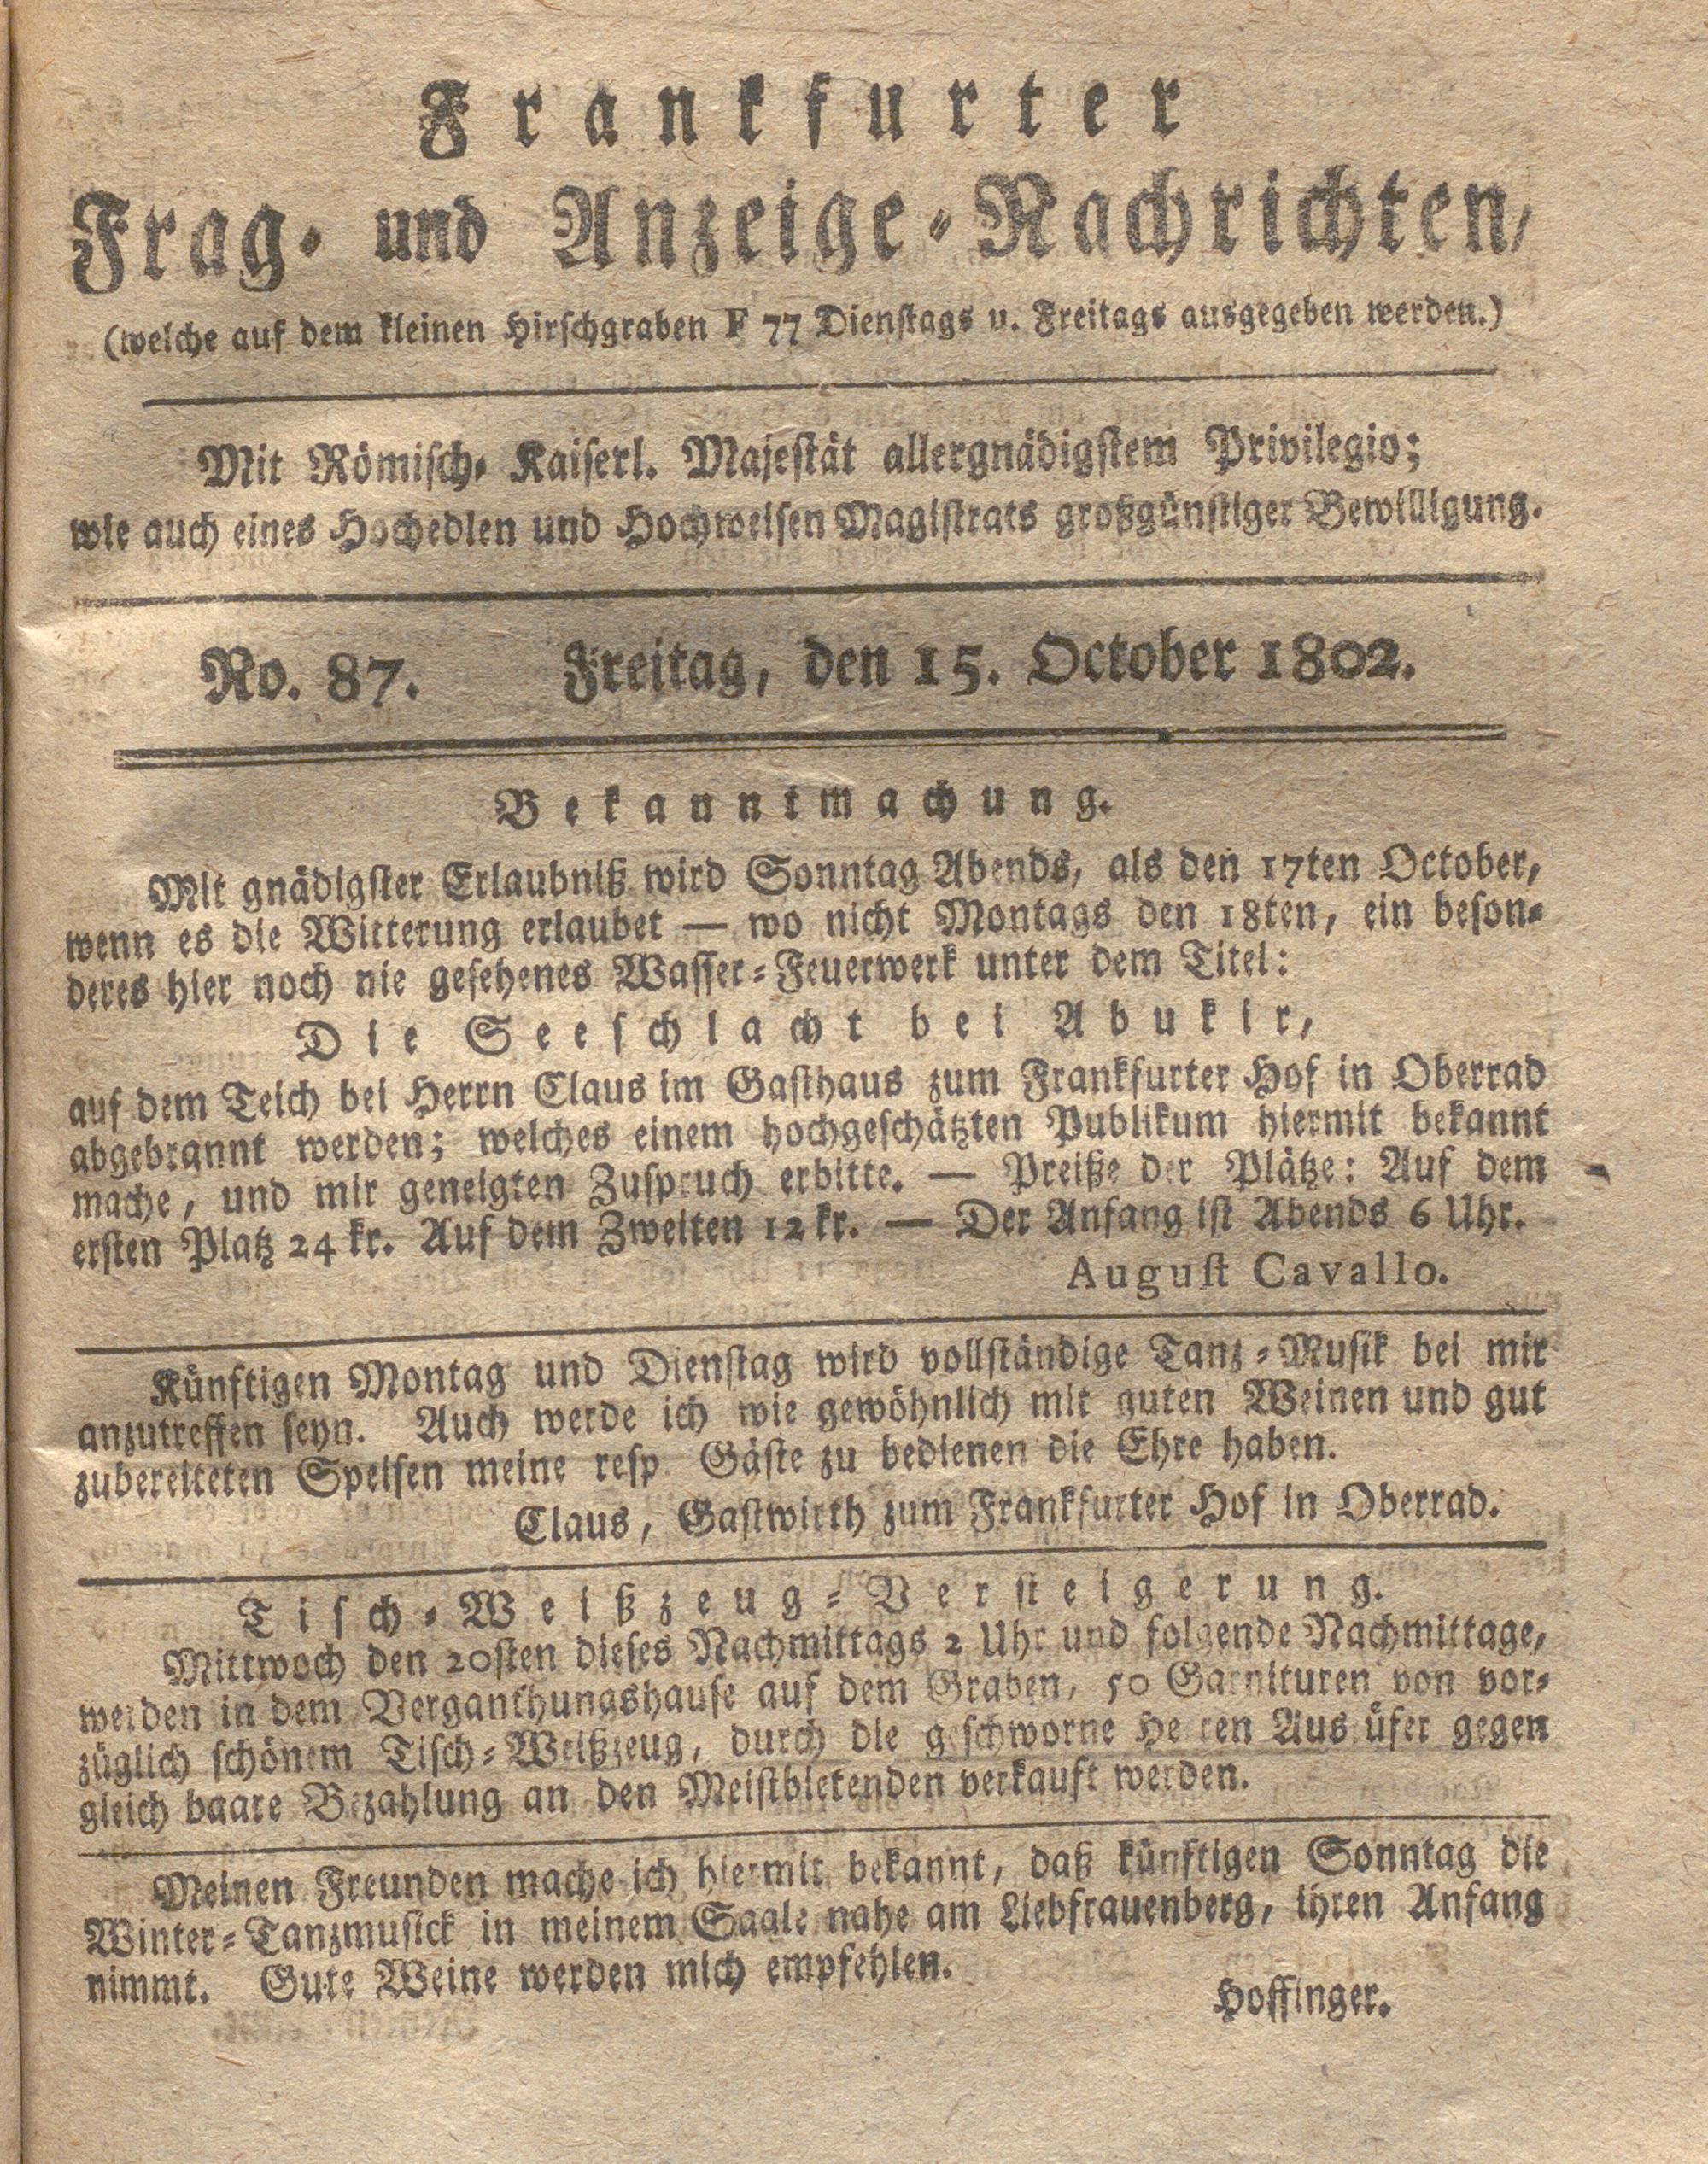 Frankfurter
Frag- und Anzeige-Nachrichten,
(welche auf dem kleinen Hirschgraben F 77 Dienstags u. Freitags ausgegeben werden.)
Mit Römisch- Kaiserl. Majestät allergnädigstem Privilegio;
wie auch eines Hochedlen und Hochweisen Magistrats großgünstiger Bewilligung.
No. 87. Freitag, den 15. October 1802.
Bekanntmachung.
Mit gnädigster Erlaubniß wird Sonntag Abends, als den 17ten October,
wenn es die Witterung erlaubet — wo nicht Montags den 18ten, ein beson-
deres hier noch nie gesehenes Wasser-Feuerwerk unter dem Titel:
Die Seeschlacht bei Abukir,
auf dem Teich bei Herrn Claus im Gasthaus zum Frankfurter Hof in Oberrad
abgebrannt werden; welches einem hochgeschätzten Publikum hiermit bekannt
mache, und mir geneigten Zuspruch erbitte. — Preiße der Plätze: Auf dem
ersten Platz 24 kr. Auf dem Zweiten 12 kr. — Der Anfang ist Abends 6 Uhr.
August Cavallo.
Künftigen Montag und Dienstag wird vollständige Tanz-Musik bei mir
anzutreffen seyn. Auch werde ich wie gewöhnlich mit guten Weinen und gut
zubereiteten Speisen meine resp Gäste zu bedienen die Ehre haben.
Claus, Gastwirth zum Frankfurter Hof in Oberrad.
Tisch-Weißzeug-Versteigerung.
Mittwoch den 20sten dieses Nachmittags 2 Uhr und folgende Nachmittage,
werden in dem Verganthungshause auf dem Graben, 50 Garnituren von vor-
züglich schönem Tisch-Weißzeug, durch die geschworne Herren Ausrüfer gegen
gleich baare Bezahlung an den Meistbietenden verkauft werden.
Meinen Freunden mache ich hiermit bekannt, daß künftigen Sonntag die
Winter-Tanzmusick in meinem Saale nahe am Liebfrauenberg, ihren Anfang
nimmt. Gute Weine werden mich empfehlen.
Hoffinger.